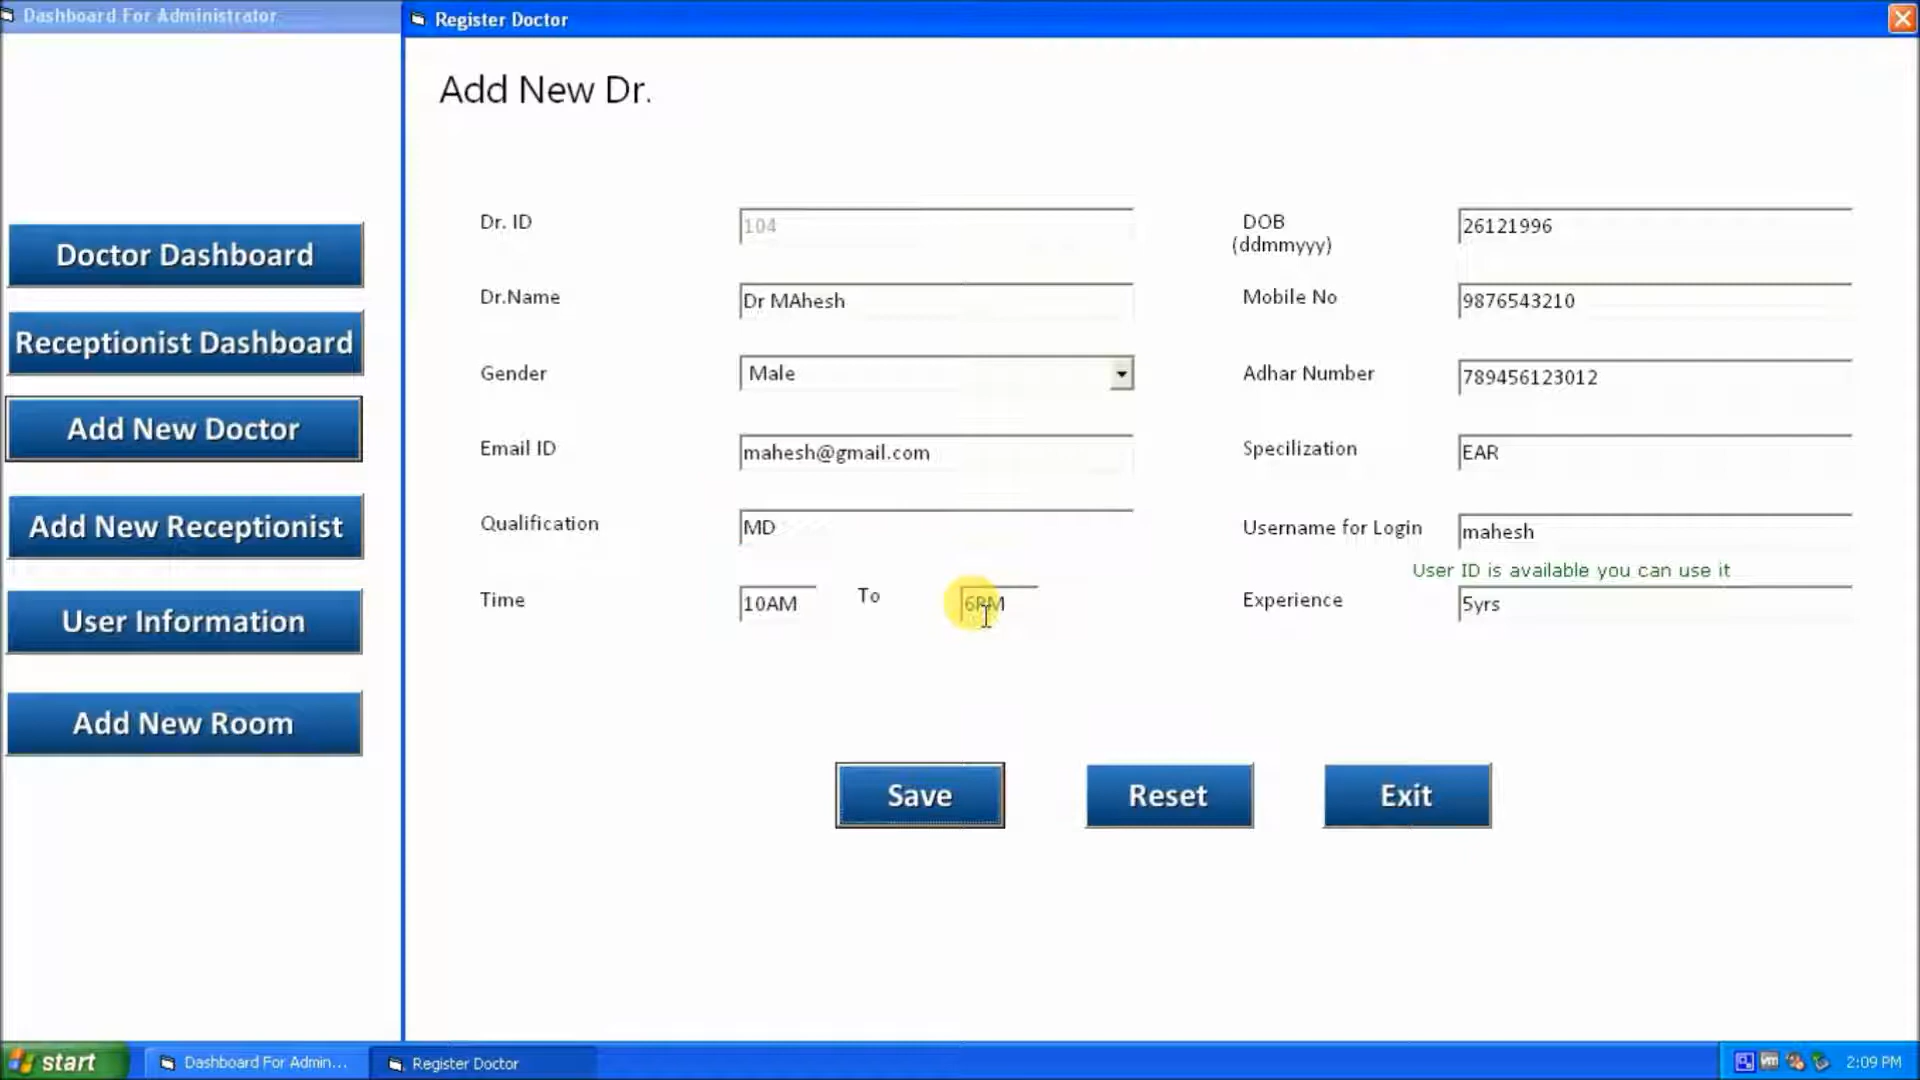 Dashboard For Administrator
Register Doctor
Add New Dr.
Doctor Dashboard
Receptionist Dashboard
Add New Doctor
Add New Receptionist
User Information
Add New Room
Dr. ID 104
Dr.Name Dr MAhesh
Gender Male
Email ID mahesh@gmail.com
Qualification MD
Time 10AM To 6PM
DOB 26121996
(ddmmyyy)
Mobile No 9876543210
Adhar Number 789456123012
Specilization EAR
Username for Login mahesh
User ID is available you can use it
Experience 5yrs
Save Reset Exit
start Dashboard For Admin... Register Doctor 2:09 PM